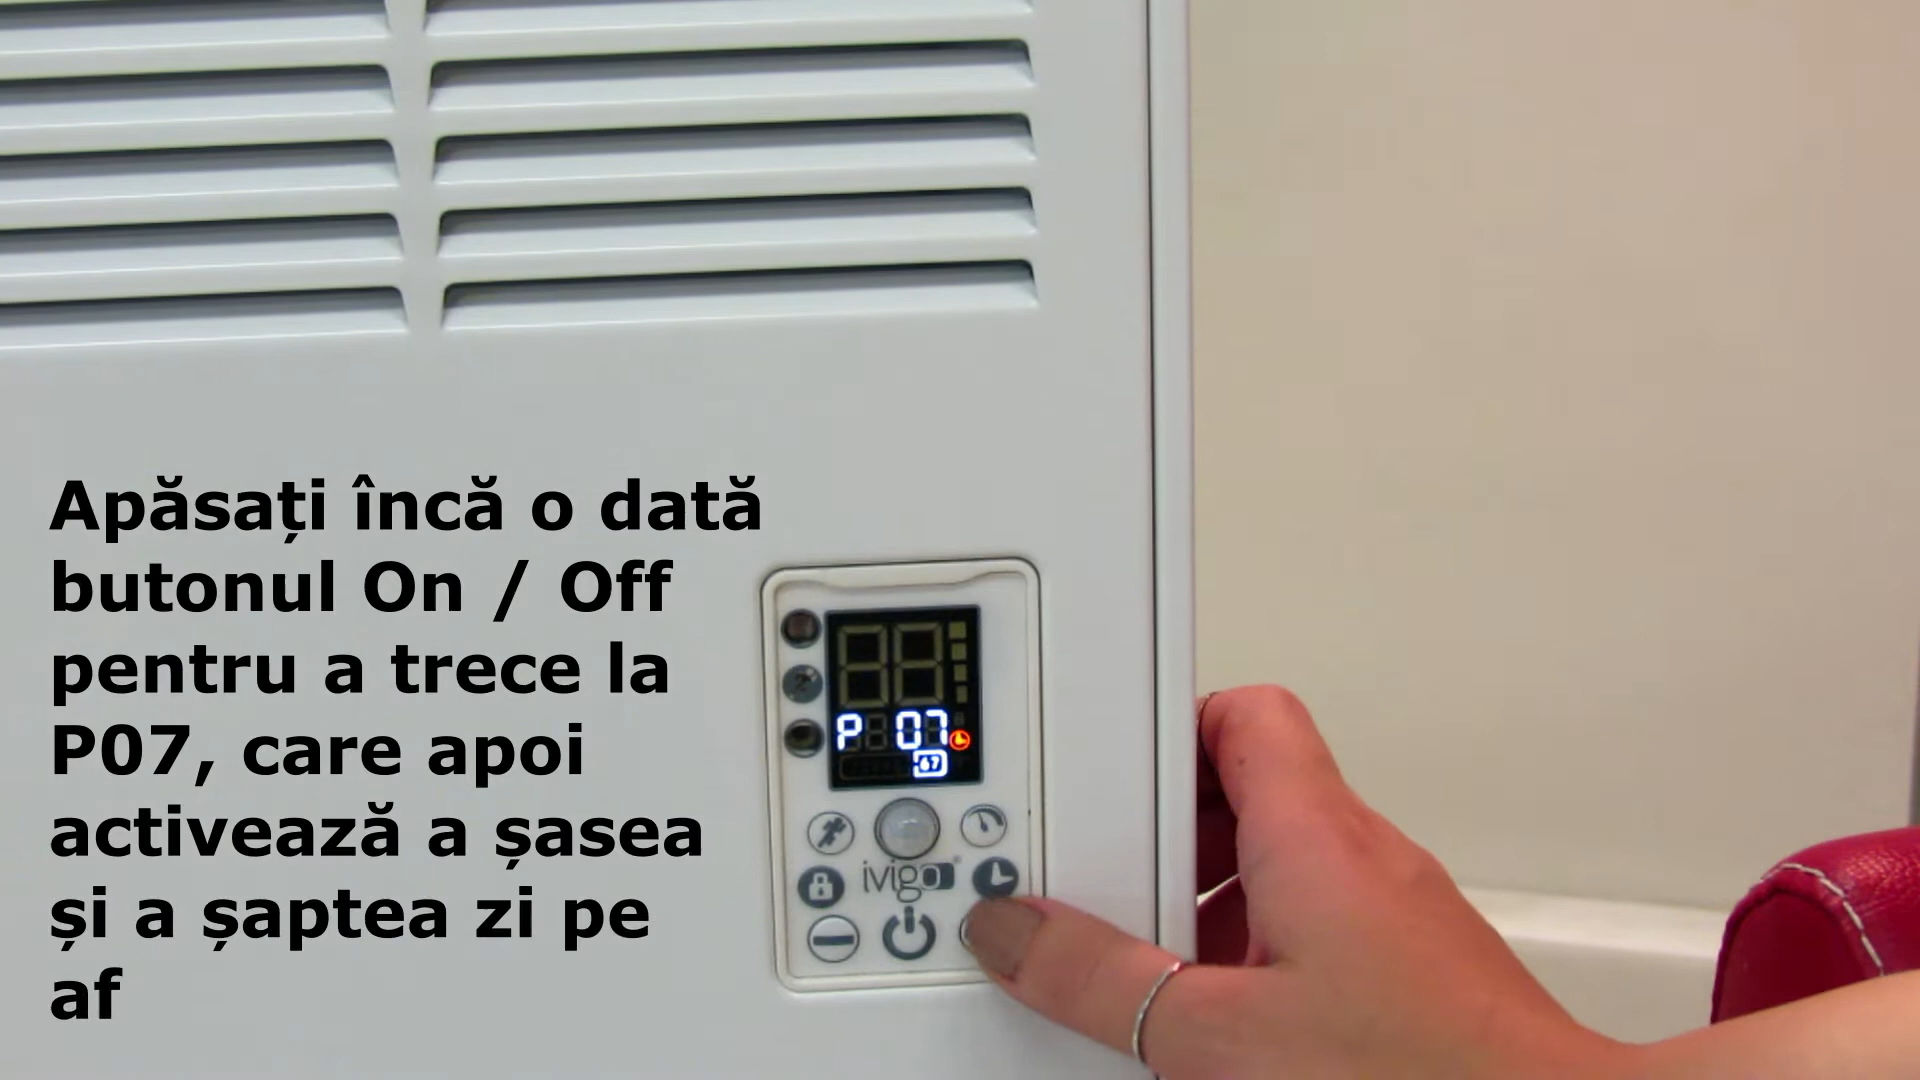 Apăsați încă o dată
butonul On / Off
pentru a trece la
P07, care apoi
activează a șasea
și a șaptea zi pe
af
P 07
67
ivigo